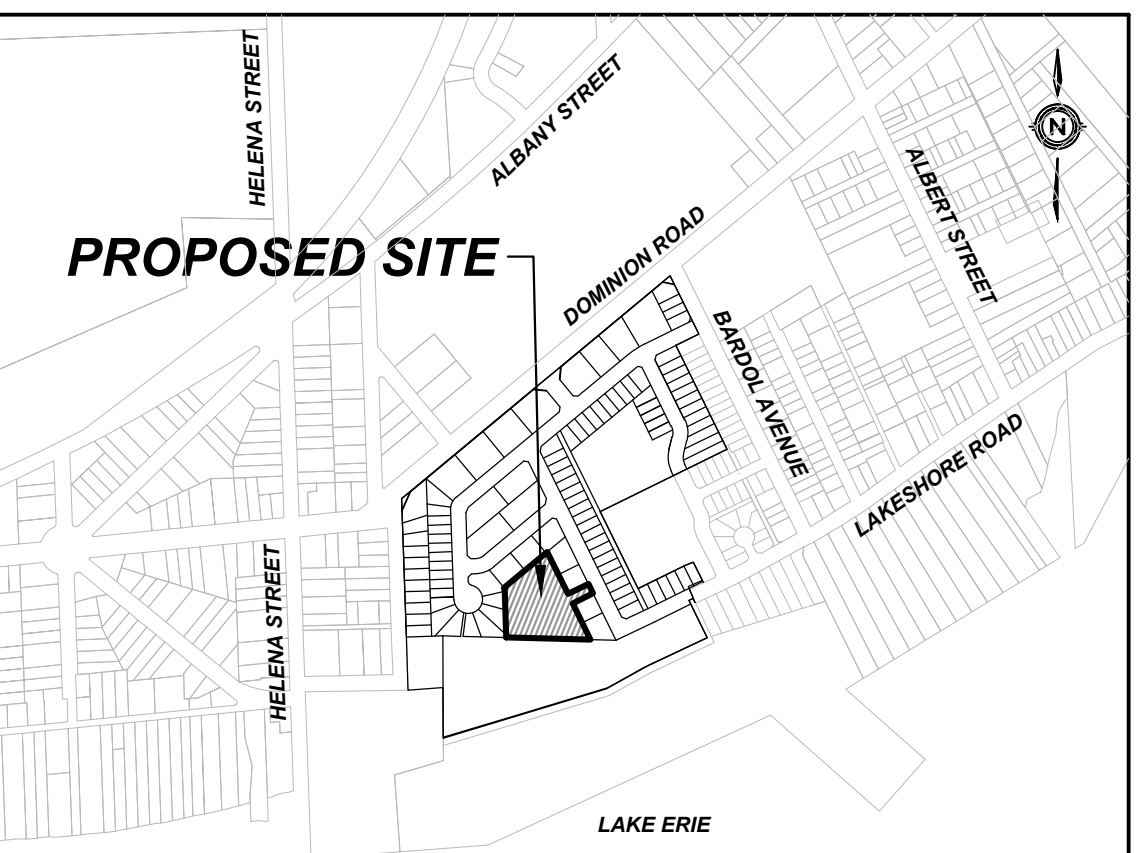 HELENA STREET
ALBANY STREET
N
ALBERT STREET
PROPOSED SITE
DOMINION ROAD
BARDOL AVENUE
LAKESHORE ROAD
HELENA STREET
LAKE ERIE